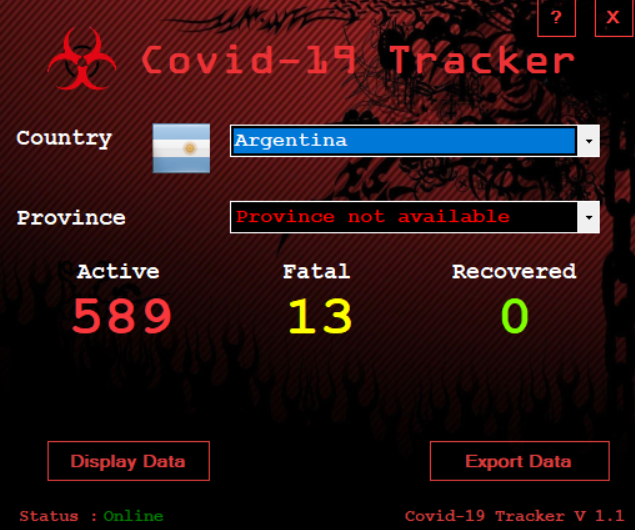 ? X
Covid-19 Tracker
Country Argentina
Province Province not available
Active Fatal Recovered
589 13 0
Display Data Export Data
Status : Online Covid-19 Tracker V 1.1